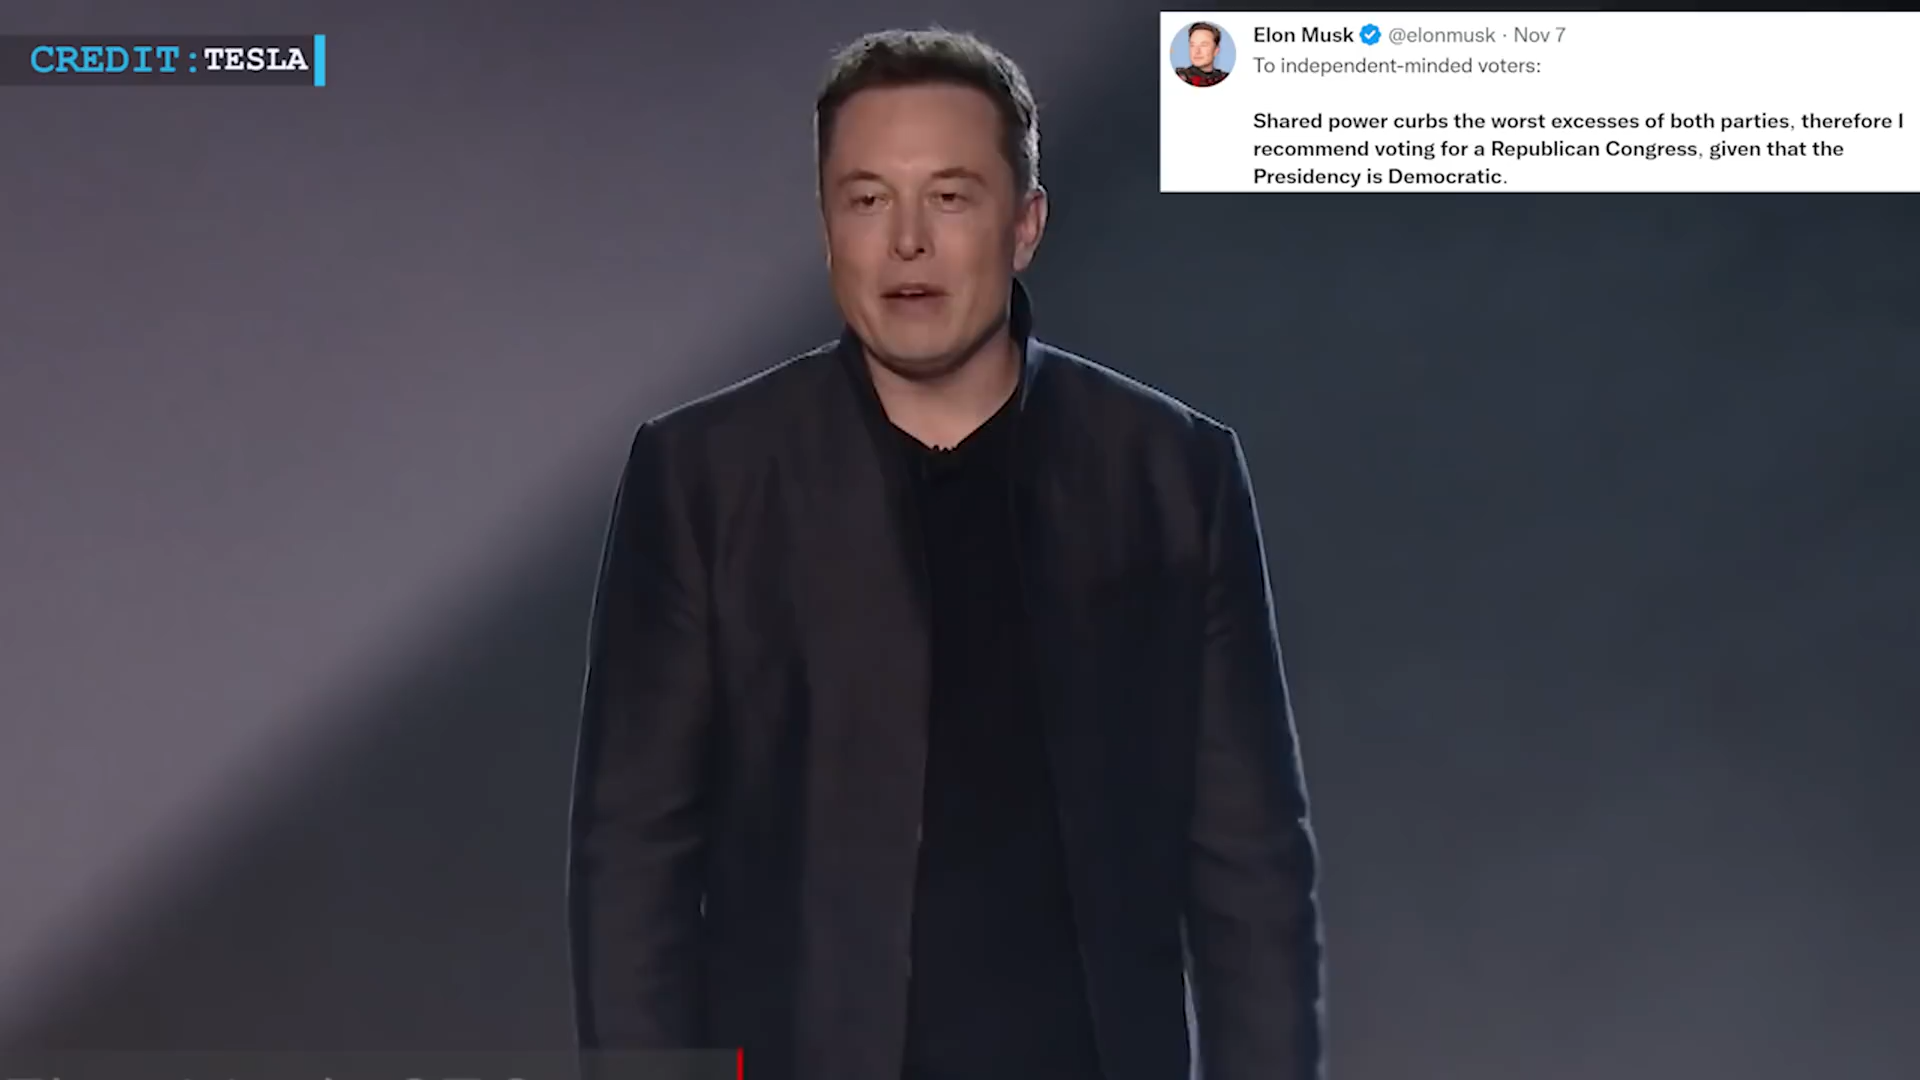 CREDIT:TESLA
Elon Musk @elonmusk · Nov 7
To independent-minded voters:
Shared power curbs the worst excesses of both parties, therefore I
recommend voting for a Republican Congress, given that the
Presidency is Democratic.